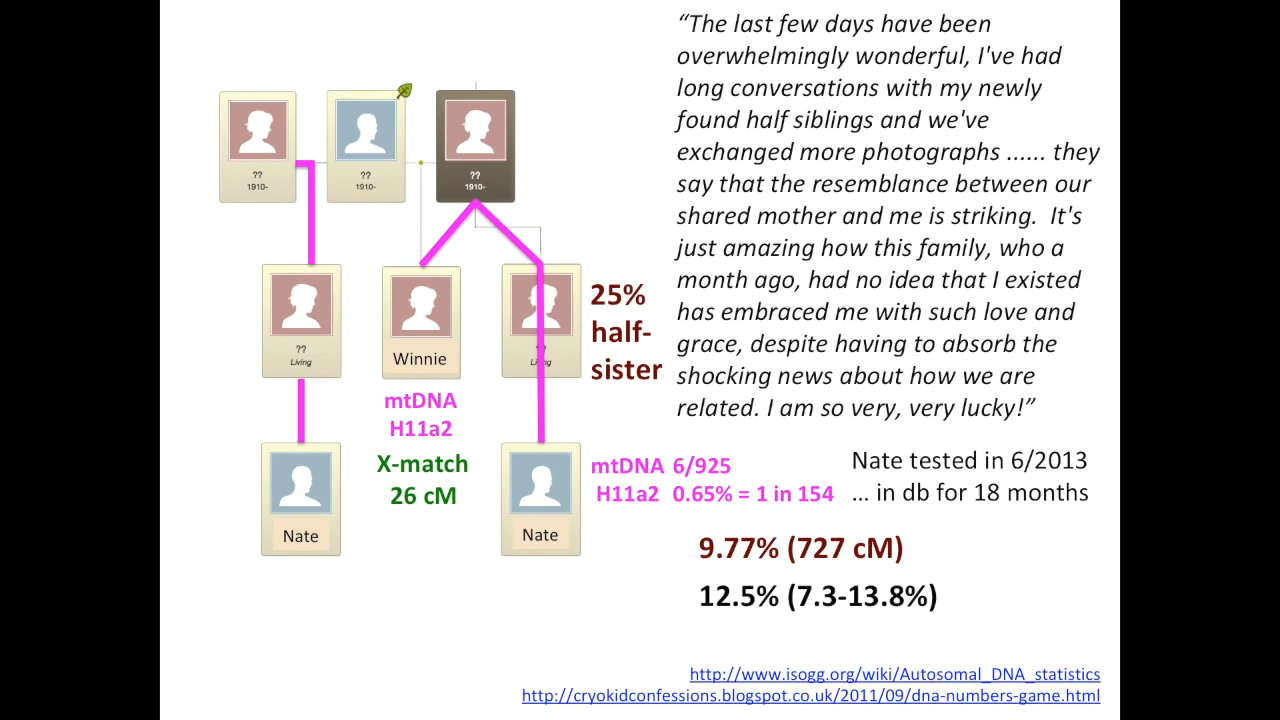 “The last few days have been
overwhelmingly wonderful, I've had
long conversations with my newly
found half siblings and we've
exchanged more photographs ...... they
say that the resemblance between our
shared mother and me is striking.  It's
just amazing how this family, who a
month ago, had no idea that I existed
has embraced me with such love and
grace, despite having to absorb the
shocking news about how we are
related. I am so very, very lucky!”
??
1910-
??
1910-
??
1910-
??
Living
Winnie
??
Living
25%
half-
sister
mtDNA
H11a2
X-match
26 cM
Nate
Nate
mtDNA 6/925
H11a2 0.65% = 1 in 154
Nate tested in 6/2013
... in db for 18 months
9.77% (727 cM)
12.5% (7.3-13.8%)
http://www.isogg.org/wiki/Autosomal_DNA_statistics
http://cryokidconfessions.blogspot.co.uk/2011/09/dna-numbers-game.html